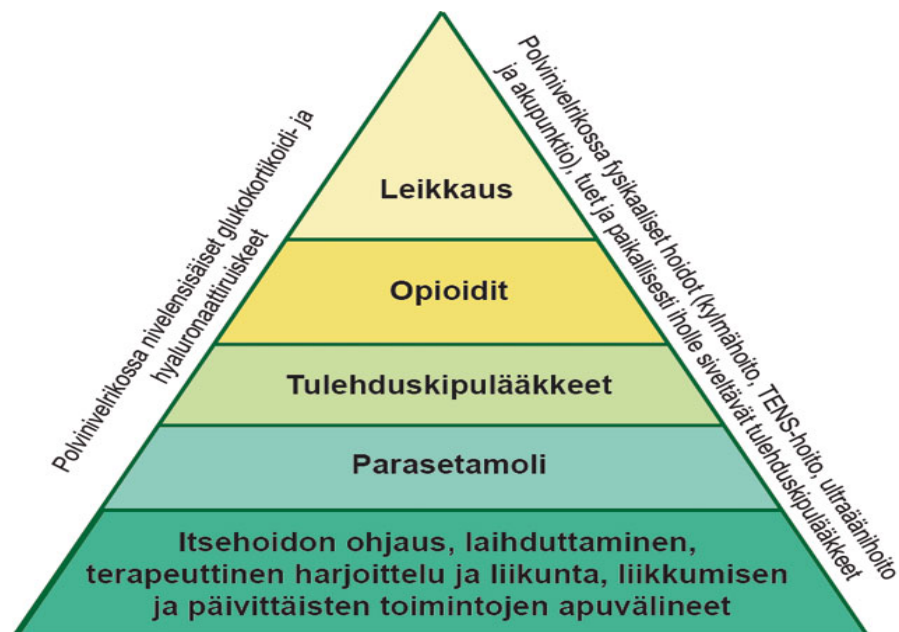 Polvinivelrikossa nivelensisäiset glukokortikoidi- ja
hyaluronaattiruiskeet
Polvinivelrikossa fysikaaliset hoidot (kylmähoito, TENS-hoito, ultraäänihoito
ja akupunktio), tuet ja paikallisesti iholle siveltävät tulehduskipulääkkeet
Leikkaus
Opioidit
Tulehduskipulääkkeet
Parasetamoli
Itsehoidon ohjaus, laihduttaminen,
terapeuttinen harjoittelu ja liikunta, liikkumisen
ja päivittäisten toimintojen apuvälineet